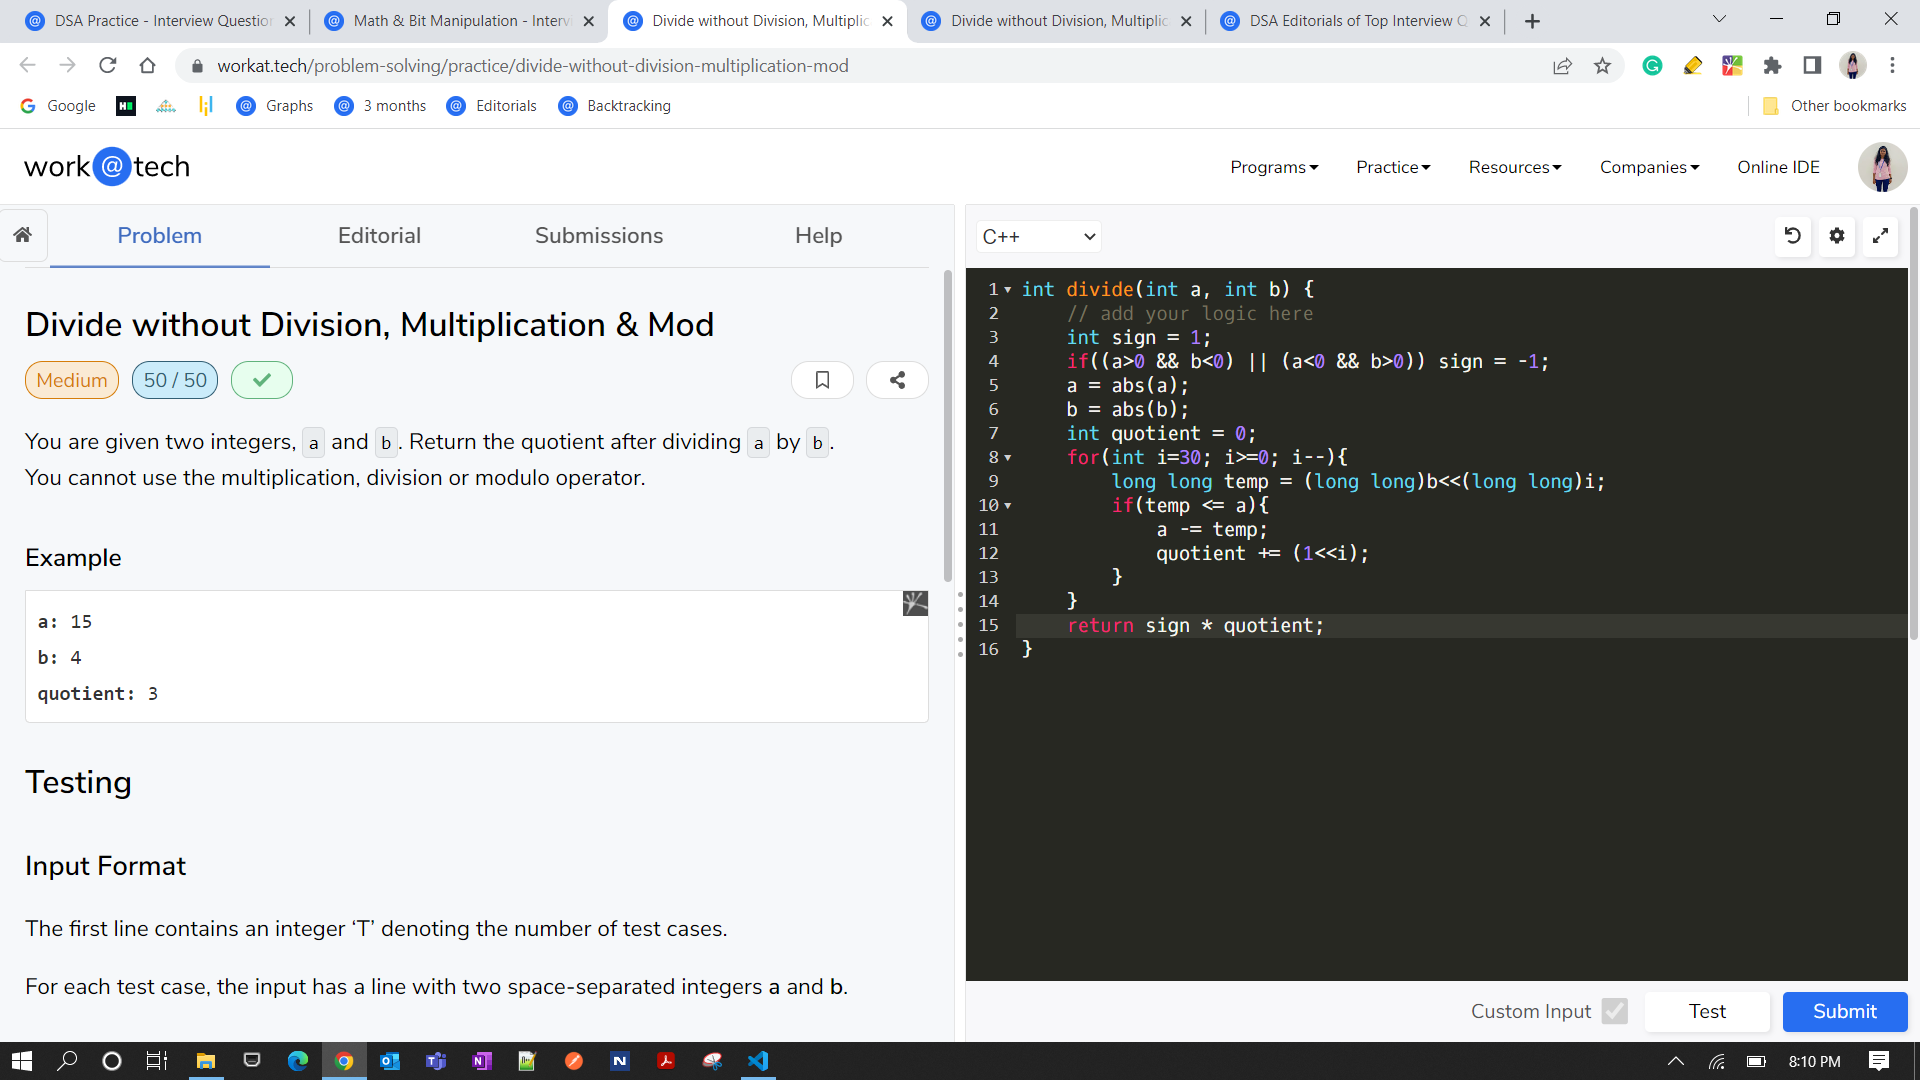 DSA Practice - Interview Question
Math & Bit Manipulation - Intervi
Divide without Division, Multiplic
Divide without Division, Multiplic
DSA Editorials of Top Interview Q
workat.tech/problem-solving/practice/divide-without-division-multiplication-mod
Google
Graphs
3 months
Editorials
Backtracking
Other bookmarks
work@tech
Programs
Practice
Resources
Companies
Online IDE
Problem
Editorial
Submissions
Help
C++
Divide without Division, Multiplication & Mod
Medium
50 / 50
You are given two integers, a and b. Return the quotient after dividing a by b.
You cannot use the multiplication, division or modulo operator.
Example
a: 15
b: 4
quotient: 3
Testing
Input Format
The first line contains an integer ‘T’ denoting the number of test cases.
For each test case, the input has a line with two space-separated integers a and b.
1 int divide(int a, int b) {
2 // add your logic here
3 int sign = 1;
4 if((a>0 && b<0) || (a<0 && b>0)) sign = -1;
5 a = abs(a);
6 b = abs(b);
7 int quotient = 0;
8 for(int i=30; i>=0; i--){
9 long long temp = (long long)b<<(long long)i;
10 if(temp <= a){
11 a -= temp;
12 quotient += (1<<i);
13 }
14 }
15 return sign * quotient;
16 }
Custom Input
Test
Submit
8:10 PM